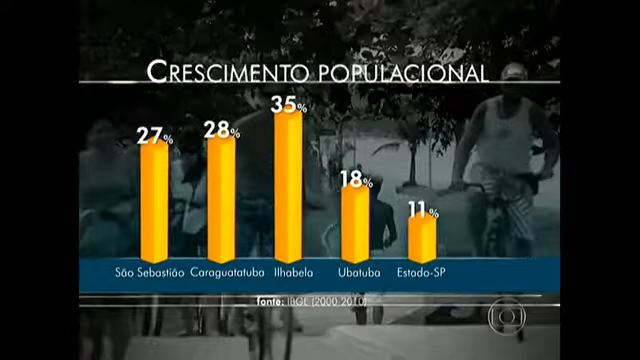 CRESCIMENTO POPULACIONAL
27% 28% 35% 18% 11%
São Sebastião Caraguatatuba Ilhabela Ubatuba Estado-SP
fonte: IBGE (2000-2010)